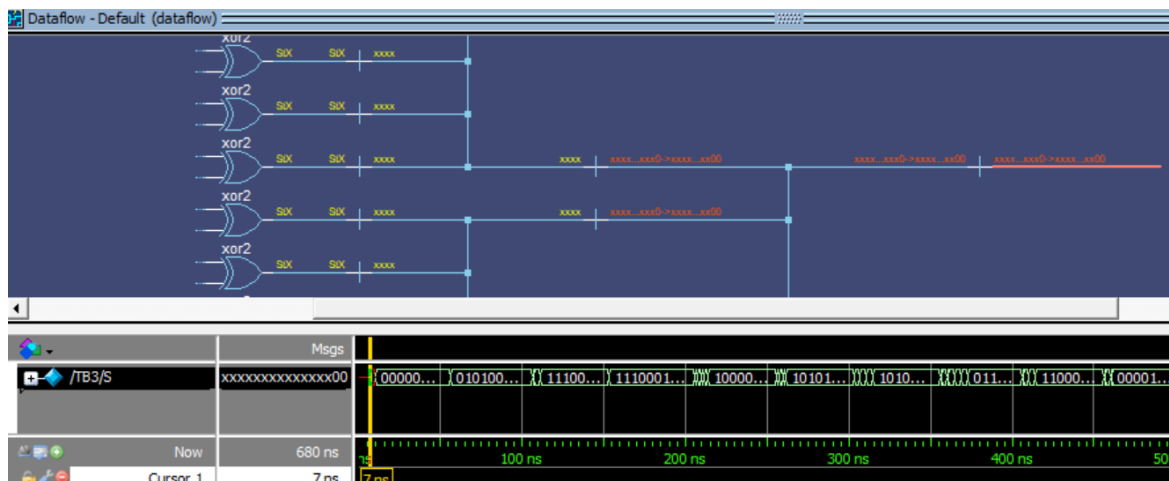 Dataflow - Default (dataflow)
xor2
StX StX xxxx
xor2
StX StX xxxx
xor2
StX StX xxxx xxxx xxxx...xxx0->xxxx...xx00 xxxx...xxx0->xxxx...xx00 xxxx...xxx0->xxxx...xx00
xor2
StX StX xxxx xxxx xxxx...xxx0->xxxx...xx00
xor2
StX StX xxxx
Msgs
/TB3/S xxxxxxxxxxxxxx00 00000... 010100... 11100... 1110001... 10000... 10101... 1010... 011... 11000... 00001...
Now 680 ns ns 100 ns 200 ns 300 ns 400 ns 50
Cursor 1 7 ns 7 ns